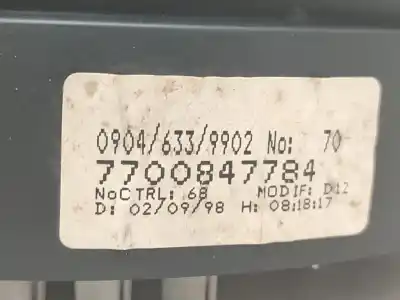 0904/633/9902 No: 70
7700847784
NoCTRL: 68 MODIF: D12
D: 02/09/98 H: 08:18:17